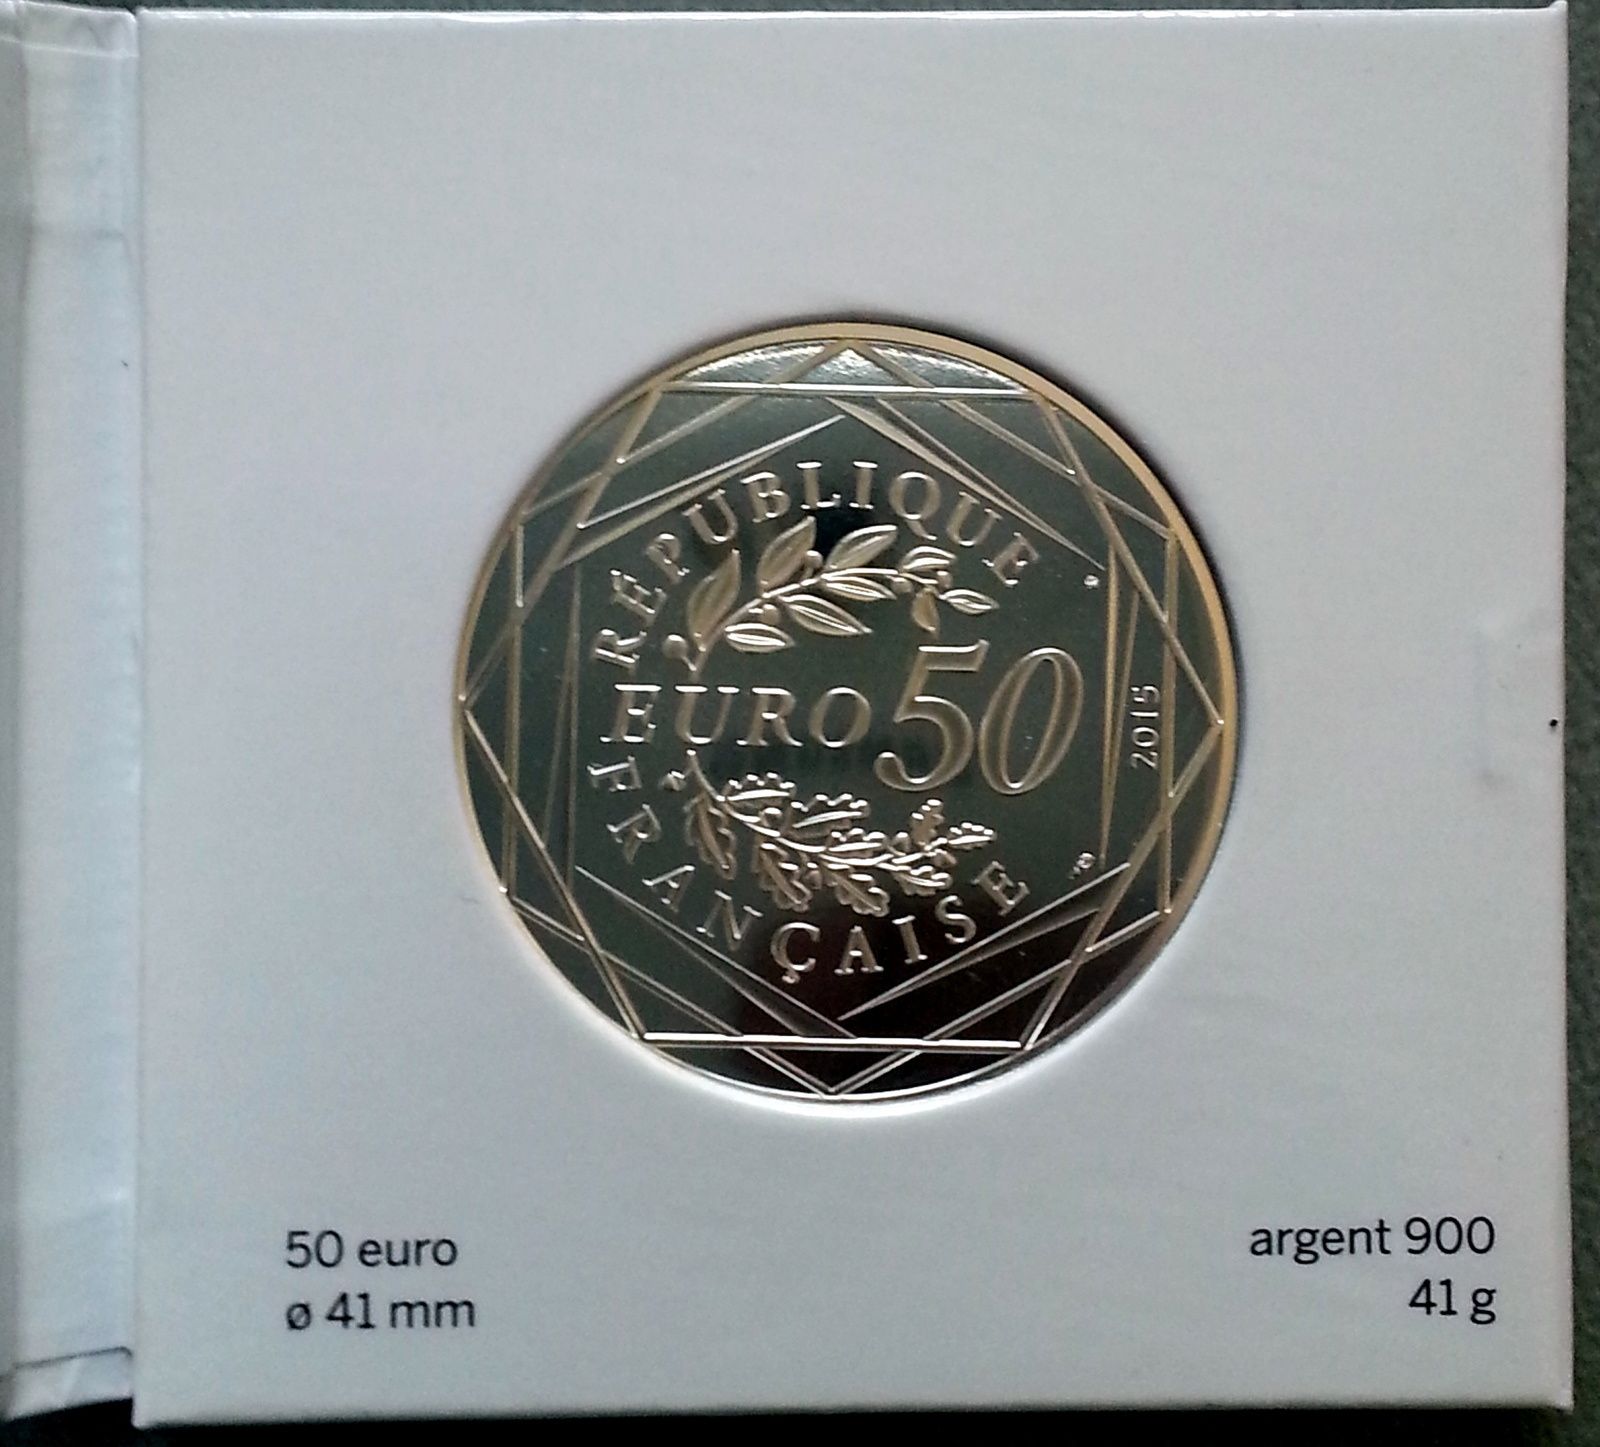 RÉPUBLIQUE
EURO 50
2015
FRANÇAISE
50 euro
ø 41 mm
argent 900
41 g